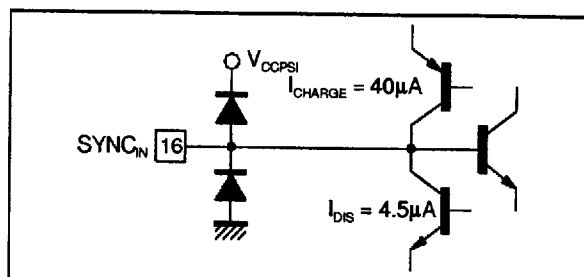 V_CCPSI
I_CHARGE = 40µA
SYNC_IN 16
I_DIS = 4.5µA